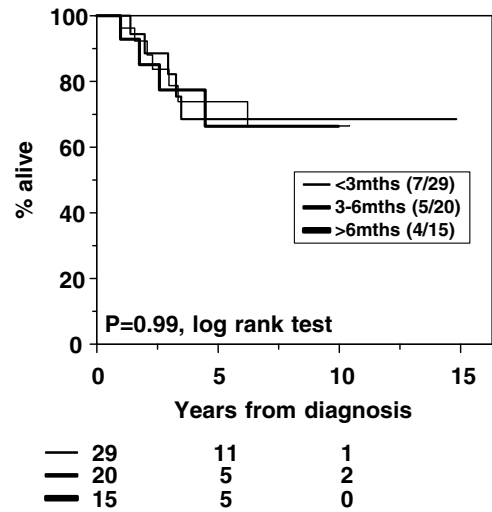 100
80
60
40
20
0
% alive
<3mths (7/29)
3-6mths (5/20)
>6mths (4/15)
P=0.99, log rank test
0 5 10 15
Years from diagnosis
29 11 1
20 5 2
15 5 0